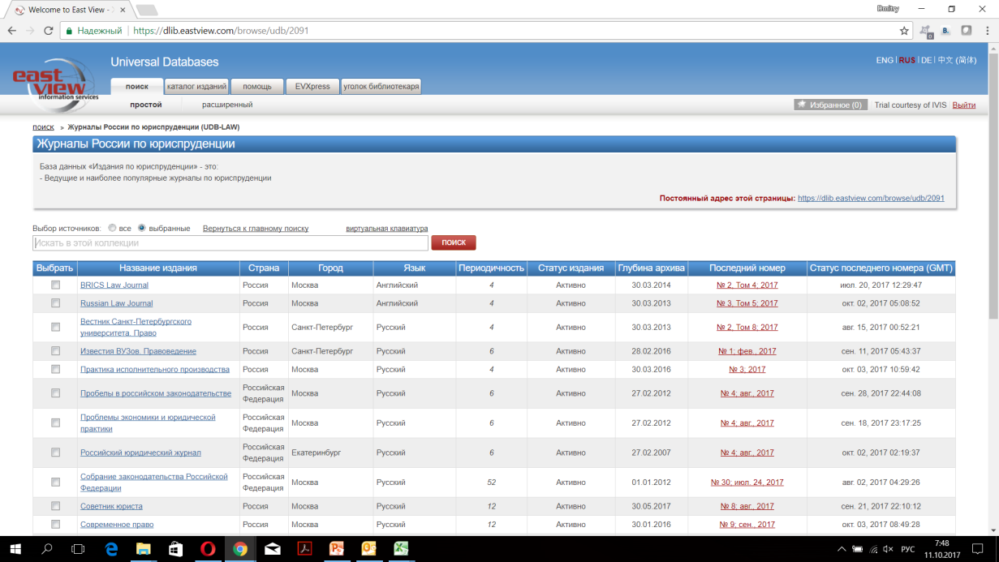 Welcome to East View -
Dmitry
Надежный
https://dlib.eastview.com/browse/udb/2091
east view information services
Universal Databases
ENG | RUS | DE | 中文 (简体)
поиск каталог изданий помощь EVXpress уголок библиотекаря
простой расширенный
Избранное (0) Trial courtesy of IVIS Выйти
поиск » Журналы России по юриспруденции (UDB-LAW)
Журналы России по юриспруденции
База данных «Издания по юриспруденции» - это:
- Ведущие и наиболее популярные журналы по юриспруденции
Постоянный адрес этой страницы: https://dlib.eastview.com/browse/udb/2091
Выбор источников: все выбранные Вернуться к главному поиску виртуальная клавиатура
Искать в этой коллекции поиск
Выбрать Название издания Страна Город Язык Периодичность Статус издания Глубина архива Последний номер Статус последнего номера (GMT)
BRICS Law Journal Россия Москва Английский 4 Активно 30.03.2014 № 2, Том 4; 2017 июл. 20, 2017 12:29:47
Russian Law Journal Россия Москва Английский 4 Активно 30.03.2013 № 3, Том 5; 2017 окт. 02, 2017 05:08:52
Вестник Санкт-Петербургского
университета. Право Россия Санкт-Петербург Русский 4 Активно 30.03.2013 № 2, Том 8; 2017 авг. 15, 2017 00:52:21
Известия ВУЗов. Правоведение Россия Санкт-Петербург Русский 6 Активно 28.02.2016 № 1; фев., 2017 сен. 11, 2017 05:43:37
Практика исполнительного производства Россия Москва Русский 4 Активно 30.03.2016 № 3; 2017 окт. 03, 2017 10:59:42
Пробелы в российском законодательстве Российская Федерация Москва Русский 6 Активно 27.02.2012 № 4; авг., 2017 сен. 28, 2017 22:44:08
Проблемы экономики и юридической
практики Российская Федерация Москва Русский 6 Активно 27.02.2012 № 4; авг., 2017 сен. 18, 2017 23:17:25
Российский юридический журнал Российская Федерация Екатеринбург Русский 6 Активно 27.02.2007 № 4; авг., 2017 окт. 02, 2017 02:19:37
Собрание законодательства Российской
Федерации Российская Федерация Москва Русский 52 Активно 01.01.2012 № 30; июл. 24, 2017 авг. 02, 2017 04:29:26
Советник юриста Россия Москва Русский 12 Активно 30.05.2017 № 8; авг., 2017 сен. 21, 2017 22:10:12
Современное право Россия Москва Русский 12 Активно 30.01.2016 № 9; сен., 2017 окт. 03, 2017 08:49:28
РУС
7:48
11.10.2017